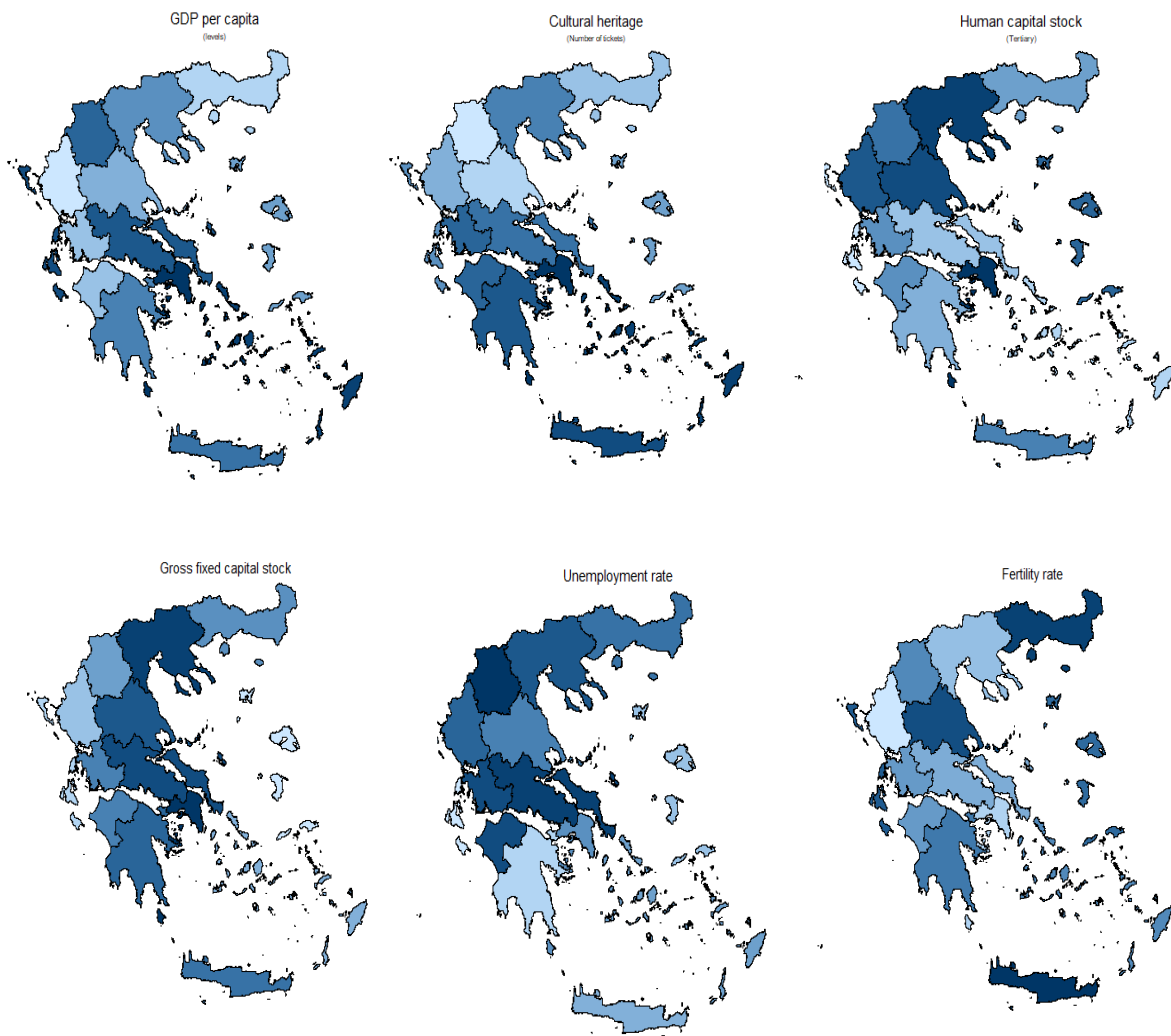 GDP per capita
(levels)
Cultural heritage
(Number of tickets)
Human capital stock
(Tertiary)
Gross fixed capital stock
Unemployment rate
Fertility rate